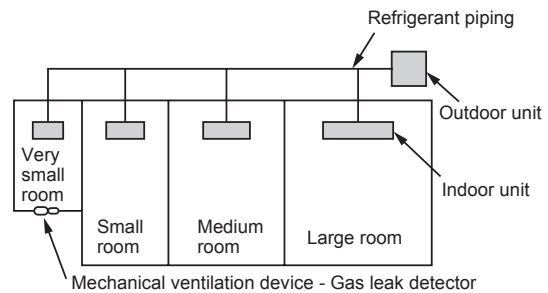 Refrigerant piping
Outdoor unit
Very
small
room
Indoor unit
Small
room
Medium
room
Large room
Mechanical ventilation device - Gas leak detector